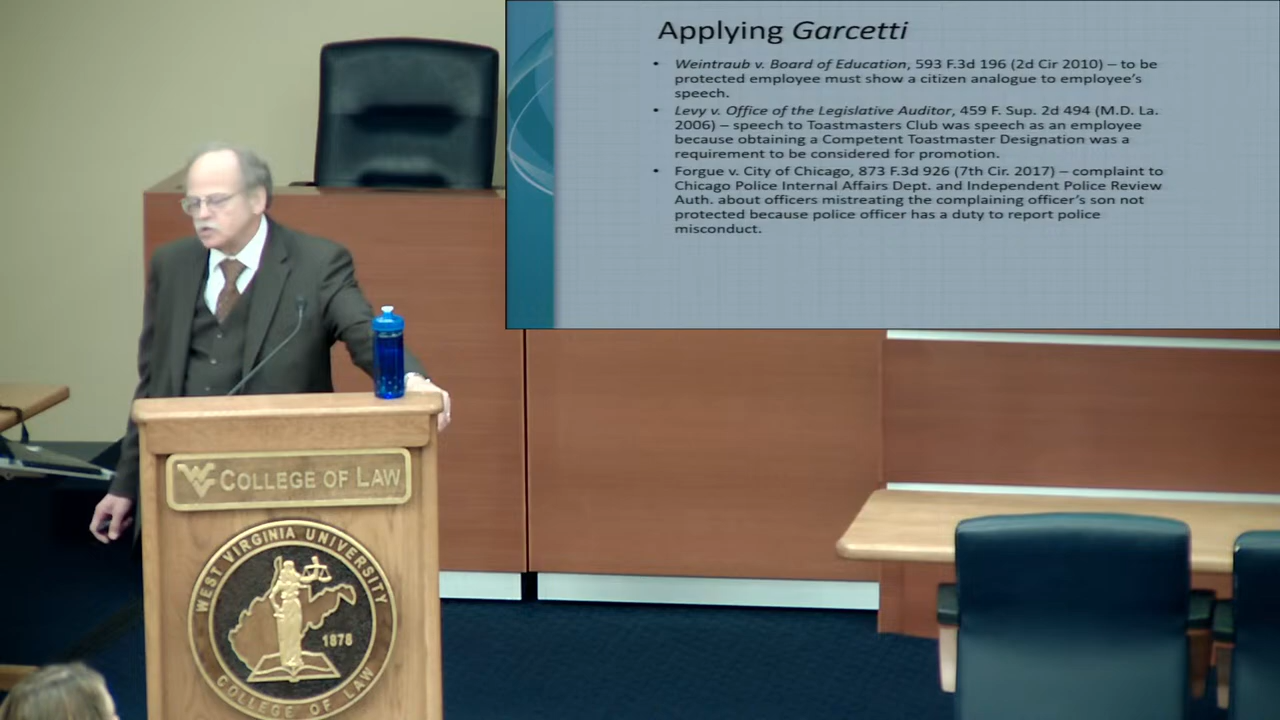 Applying Garcetti
• Weintraub v. Board of Education, 593 F.3d 196 (2d Cir 2010) – to be
protected employee must show a citizen analogue to employee's
speech.
• Levy v. Office of the Legislative Auditor, 459 F. Sup. 2d 494 (M.D. La.
2006) – speech to Toastmasters Club was speech as an employee
because obtaining a Competent Toastmaster Designation was a
requirement to be considered for promotion.
• Forgue v. City of Chicago, 873 F.3d 926 (7th Cir. 2017) – complaint to
Chicago Police Internal Affairs Dept. and Independent Police Review
Auth. about officers mistreating the complaining officer's son not
protected because police officer has a duty to report police
misconduct.
WV COLLEGE OF LAW
WEST VIRGINIA UNIVERSITY
1878
COLLEGE OF LAW